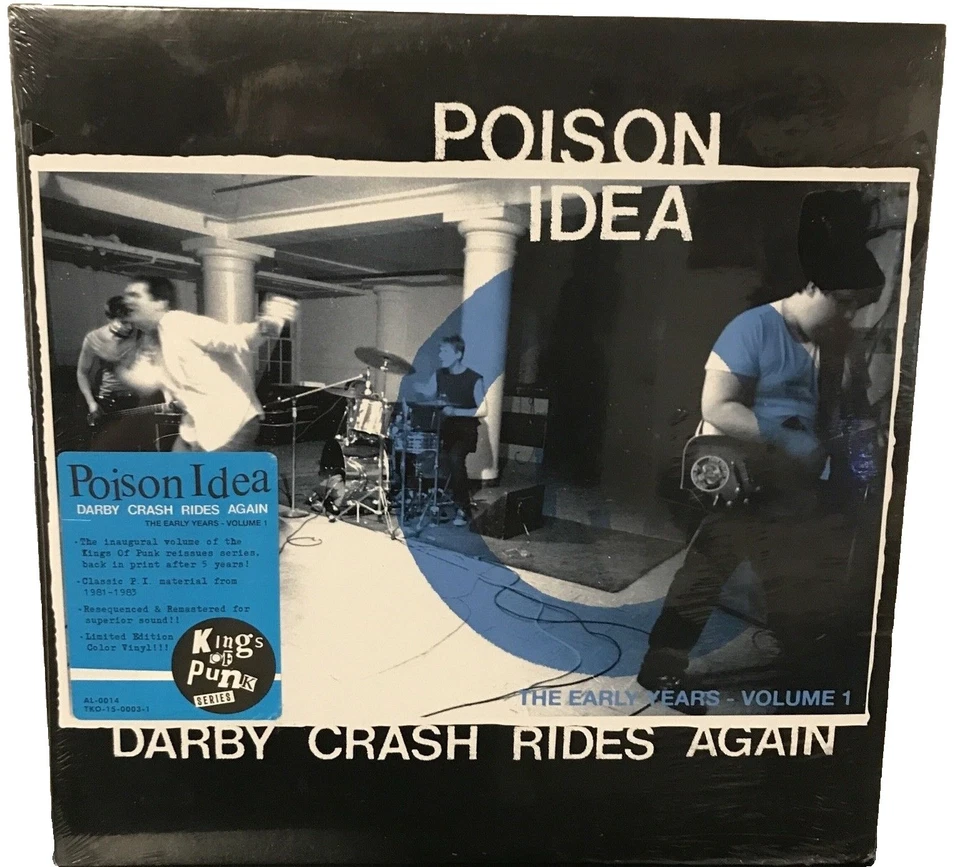 POISON
IDEA
THE EARLY YEARS - VOLUME 1
DARBY CRASH RIDES AGAIN
Poison Idea
DARBY CRASH RIDES AGAIN
THE EARLY YEARS - VOLUME 1
-The inaugural volume of the
Kings Of Punk reissues series.
back in print after 5 years!
-Classic P.I. material from
1981-1983
-Resequenced & Remastered for
superior sound!!
-Limited Edition
Color Vinyl!!!
Kings
OF
PunK
SERIES
AL-0014
TKO-15-0003-1